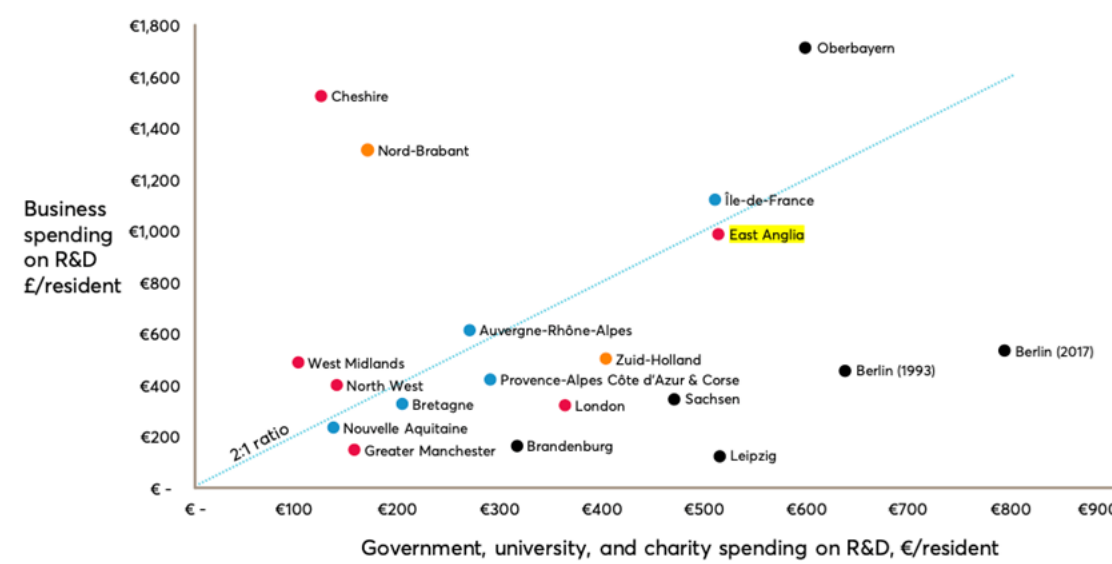 €1,800
Oberbayern
€1,600
Cheshire
€1,400
Nord-Brabant
€1,200
Île-de-France
Business
spending
on R&D
£/resident
€1,000
East Anglia
€800
€600
Auvergne-Rhône-Alpes
Berlin (2017)
West Midlands
Zuid-Holland
Berlin (1993)
€400
North West
Provence-Alpes Côte d'Azur & Corse
Bretagne
London
Sachsen
€200
2:1 ratio
Nouvelle Aquitaine
Greater Manchester
Brandenburg
Leipzig
€ -
€ -
€100
€200
€300
€400
€500
€600
€700
€800
€900
Government, university, and charity spending on R&D, €/resident